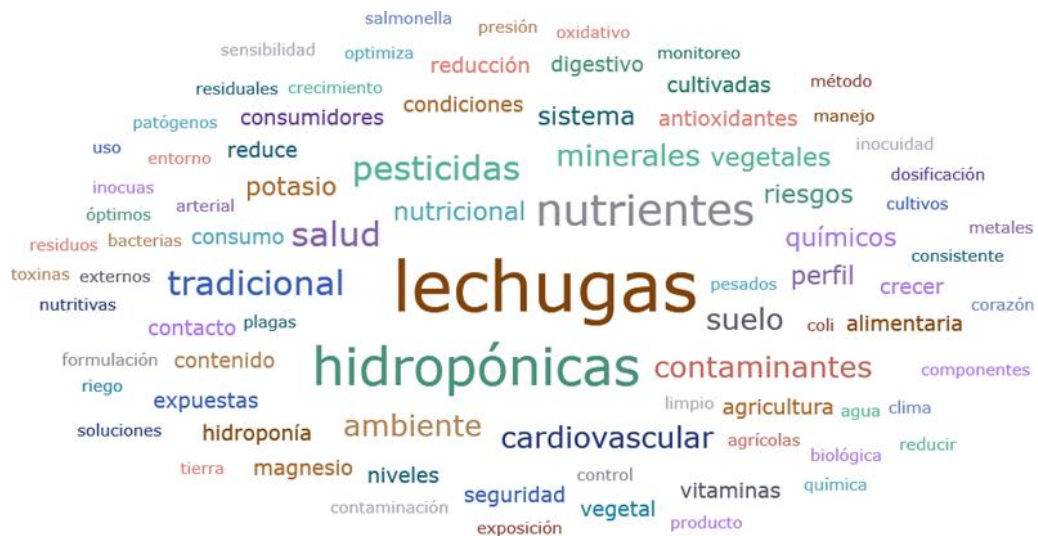 salmonella presión oxidativo
sensibilidad optimiza reducción digestivo monitoreo
residuales crecimiento condiciones sistema cultivadas método
patógenos consumidores antioxidantes manejo
uso entorno reduce pesticidas minerales vegetales inocuidad
inocuas potasio riesgos dosificación
óptimos arterial nutricional nutrientes cultivos
residuos bacterias consumo salud químicos metales
toxinas externos tradicional lechugas pesados perfil consistente
nutritivas crecer corazón
contacto plagas suelo coli alimentaria
formulación contenido hidropónicas contaminantes componentes
riego expuestas limpio agricultura agua clima
soluciones hidroponía ambiente cardiovascular agrícolas reducir
tierra magnesio niveles control biológica
contaminación seguridad vitaminas química
exposición vegetal producto